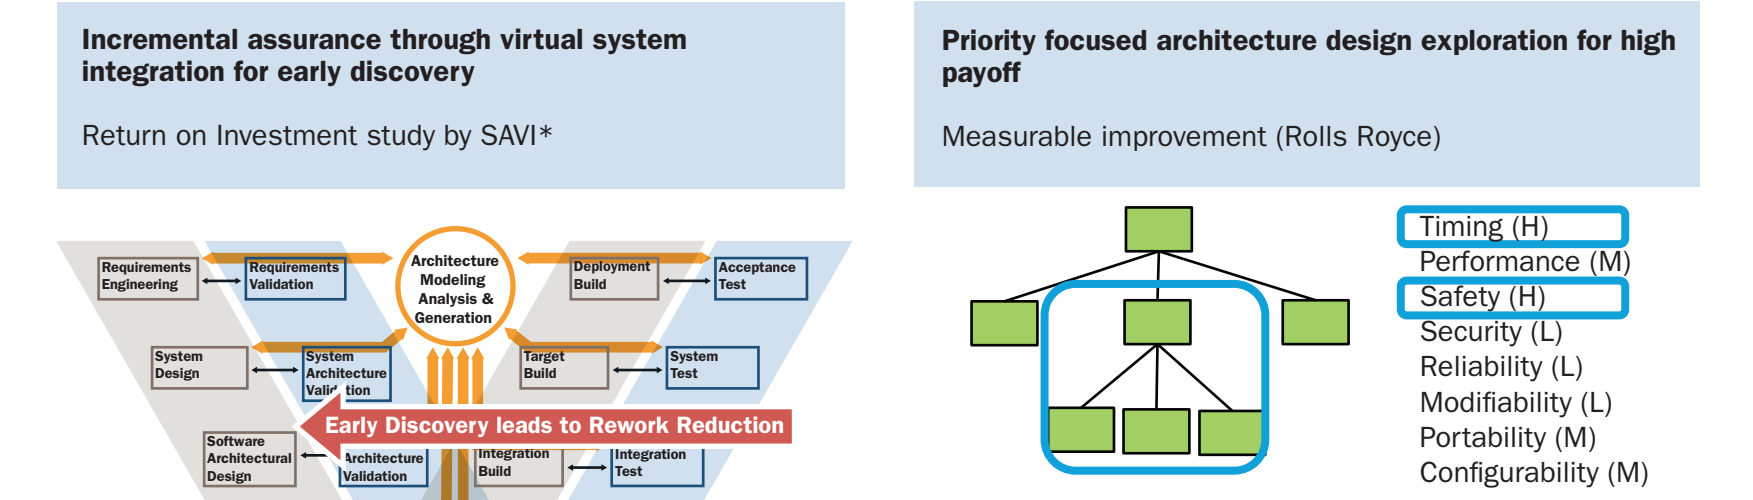 Incremental assurance through virtual system
integration for early discovery
Return on Investment study by SAVI*
Priority focused architecture design exploration for high
payoff
Measurable improvement (Rolls Royce)
Requirements
Engineering
Requirements
Validation
Architecture
Modeling
Analysis &
Generation
Deployment
Build
Acceptance
Test
System
Design
System
Architecture
Validation
Target
Build
System
Test
Early Discovery leads to Rework Reduction
Software
Architectural
Design
Architecture
Validation
Integration
Build
Integration
Test
Timing (H)
Performance (M)
Safety (H)
Security (L)
Reliability (L)
Modifiability (L)
Portability (M)
Configurability (M)